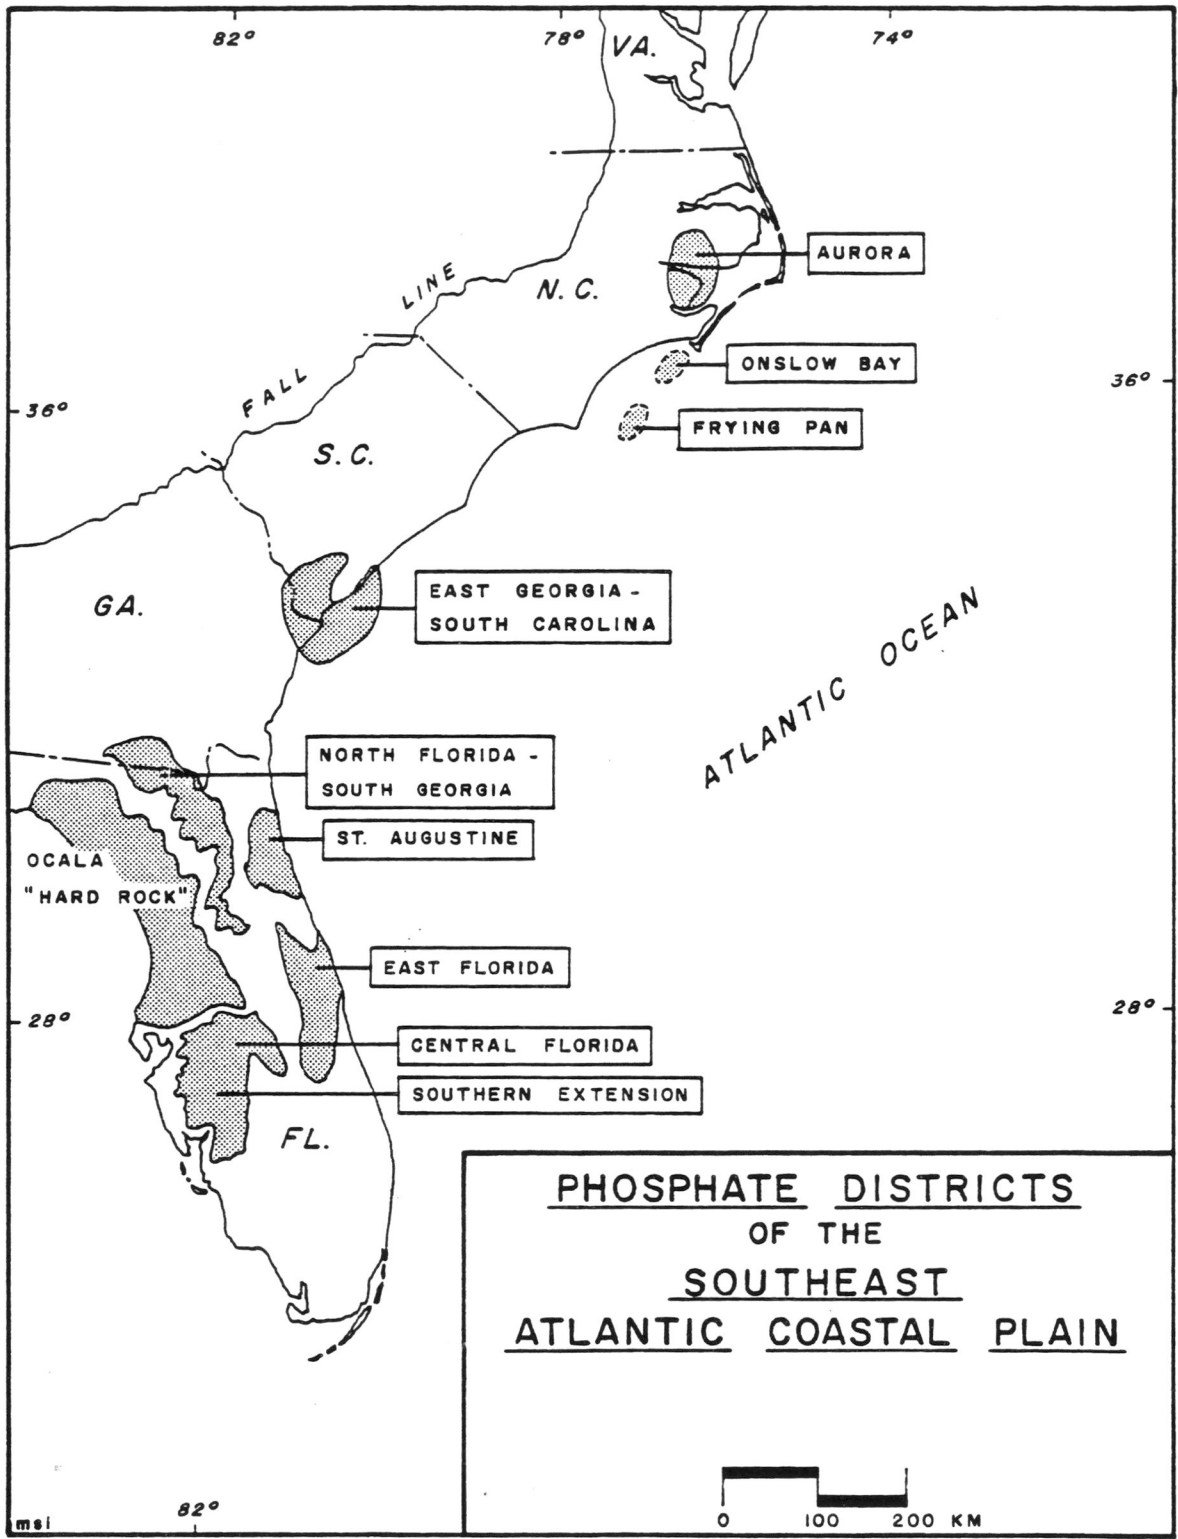 82°
78°
74°
VA.
AURORA
N.C.
LINE
ONSLOW BAY
36°
FALL
36°
FRYING PAN
S.C.
EAST GEORGIA -
SOUTH CAROLINA
GA.
ATLANTIC OCEAN
NORTH FLORIDA -
SOUTH GEORGIA
ST. AUGUSTINE
OCALA
"HARD ROCK"
EAST FLORIDA
28°
28°
CENTRAL FLORIDA
SOUTHERN EXTENSION
FL.
PHOSPHATE DISTRICTS
OF THE
SOUTHEAST
ATLANTIC COASTAL PLAIN
82°
0 100 200 KM
msi